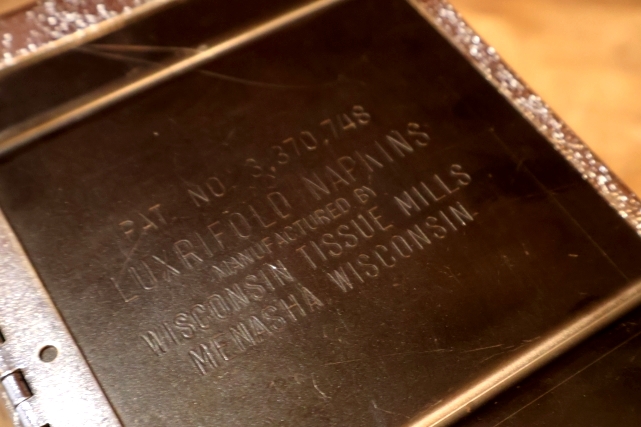 PAT NO. 3,370,748
LUXRIFOLD NAPKINS
MANUFACTURED BY
WISCONSIN TISSUE MILLS
MENASHA WISCONSIN.